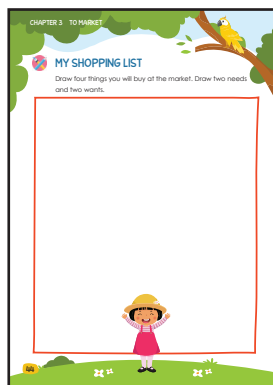 CHAPTER 3 TO MARKET
MY SHOPPING LIST
Draw four things you will buy at the market. Draw two needs
and two wants.